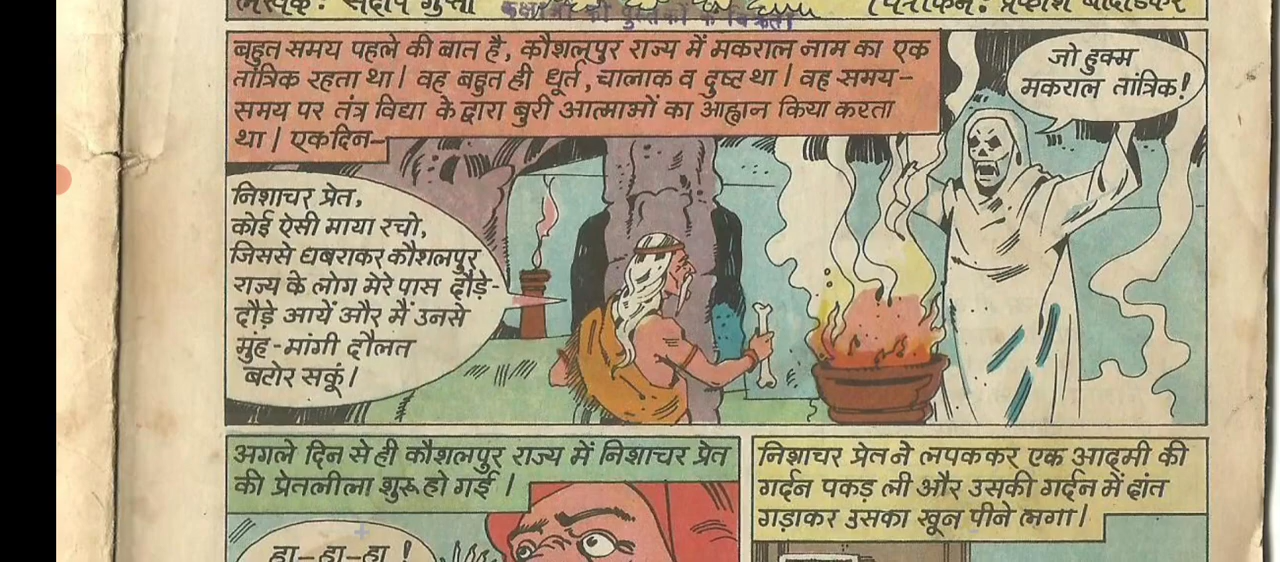 लेखक: संदीप गुप्ता
चित्रांकन:
बहुत समय पहले की बात है, कौशलपुर राज्य में मकराल नाम का एक
तांत्रिक रहता था। वह बहुत ही धूर्त, चालाक व दुष्ट था। वह समय-
समय पर तंत्र विद्या के द्वारा बुरी आत्माओं का आह्वान किया करता
था। एकदिन-
जो हुक्म
मकराल तांत्रिक!
निशाचर प्रेत,
कोई ऐसी माया रचो,
जिससे घबराकर कौशलपुर
राज्य के लोग मेरे पास दौड़े-
दौड़े आयें और मैं उनसे
मुंह-मांगी दौलत
बटोर सकूं।
अगले दिन से ही कौशलपुर राज्य में निशाचर प्रेत
की प्रेतलीला शुरू हो गई।
हा-हा-हा !
निशाचर प्रेत ने लपककर एक आदमी की
गर्दन पकड़ ली और उसकी गर्दन में दांत
गड़ाकर उसका खून पीने लगा।